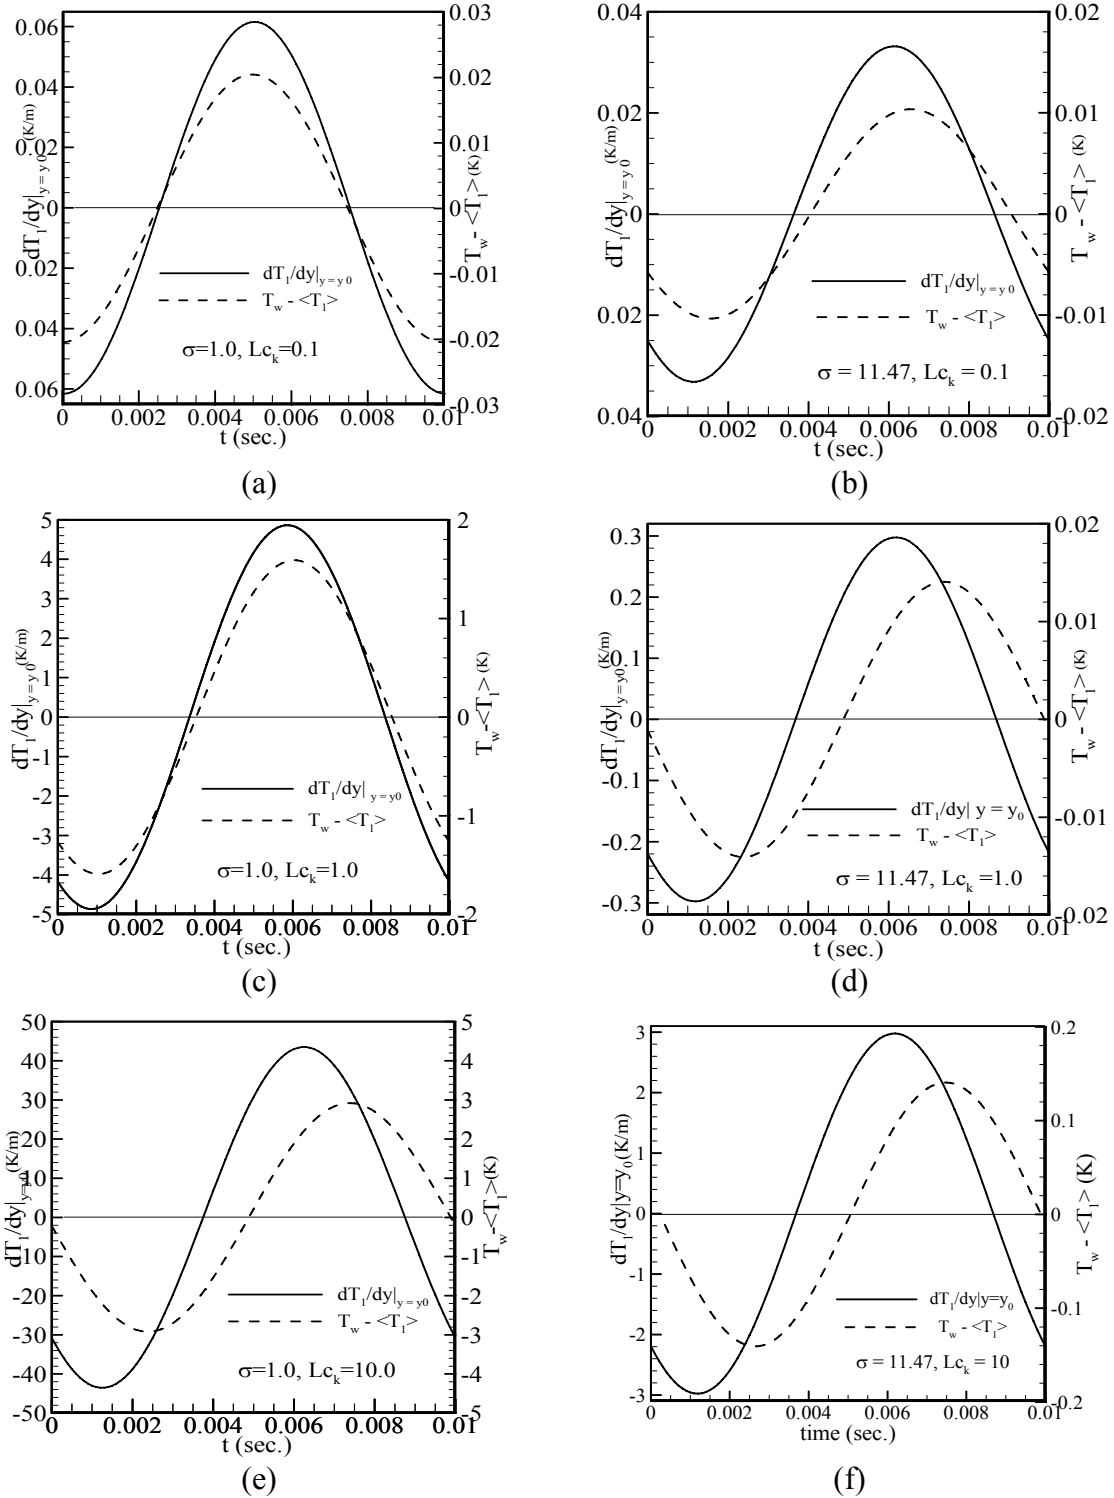 0.06
0.04
0.02
0
0.02
0.04
0.06
dT₁/dy|y=y0 (K/m)
0.03
0.02
0.01
0
-0.01
-0.02
-0.03
Tw - <T₁> (K)
dT₁/dy|y=y0
Tw - <T₁>
σ=1.0, Lck=0.1
0 0.002 0.004 0.006 0.008 0.01
t (sec.)
(a)
0.04
0.02
0
0.02
0.04
dT₁/dy|y=y0 (K/m)
0.02
0.01
0
-0.01
-0.02
Tw - <T₁> (K)
dT₁/dy|y=y0
Tw - <T₁>
σ = 11.47, Lck = 0.1
0 0.002 0.004 0.006 0.008 0.01
t (sec.)
(b)
5
4
3
2
1
0
-1
-2
-3
-4
-5
dT₁/dy|y=y0 (K/m)
2
1
0
-1
-2
Tw-<T₁> (K)
dT₁/dy| y=y0
Tw - <T₁>
σ=1.0, Lck=1.0
0 0.002 0.004 0.006 0.008 0.01
t (sec.)
(c)
0.3
0.2
0.1
0
-0.1
-0.2
-0.3
dT₁/dy|y=y0 (K/m)
0.02
0.01
0
-0.01
-0.02
Tw - <T₁> (K)
dT₁/dy| y = y0
Tw - <T₁>
σ = 11.47, Lck =1.0
0 0.002 0.004 0.006 0.008 0.01
t (sec.)
(d)
50
40
30
20
10
0
-10
-20
-30
-40
-50
dT₁/dy|y=y0 (K/m)
5
4
3
2
1
0
-1
-2
-3
-4
-5
Tw-<T₁>(K)
dT₁/dy|y=y0
Tw - <T₁>
σ=1.0, Lck=10.0
0 0.002 0.004 0.006 0.008 0.01
t (sec.)
(e)
3
2
1
0
-1
-2
-3
dT₁/dy|y=y0(K/m)
0.2
0.1
0
-0.1
-0.2
Tw - <T₁> (K)
dT₁/dy|y=y0
Tw - <T₁>
σ = 11.47, Lck = 10
0 0.002 0.004 0.006 0.008 0.01
time (sec.)
(f)